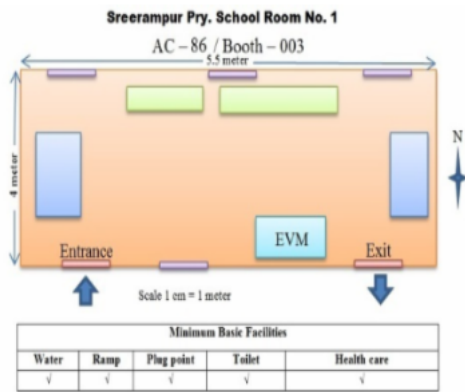 Sreerampur Pry. School Room No. 1
AC – 86 / Booth – 003
5.5 meter
4 meter
N
EVM
Entrance
Exit
Scale 1 cm = 1 meter
Minimum Basic Facilities
Water Ramp Plug point Toilet Health care
√ √ √ √ √